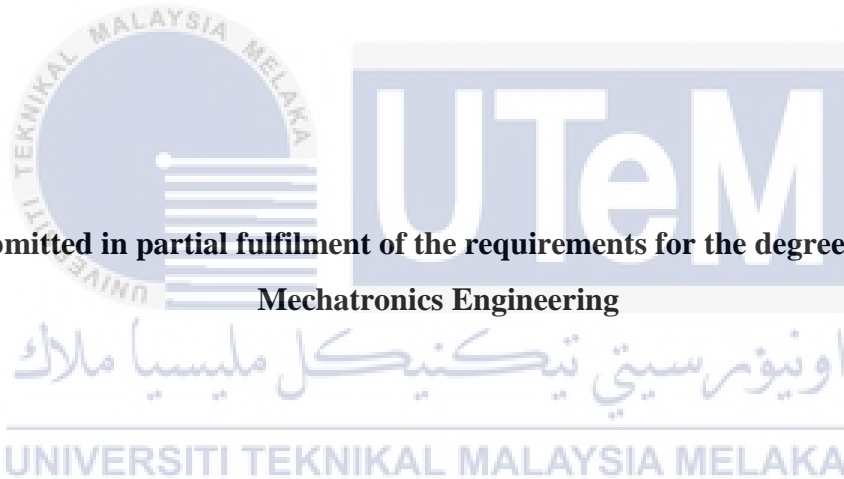 UNIVERSITI TEKNIKAL MALAYSIA MELAKA
UTeM
in partial fulfilment of the requirements for the degree
Mechatronics Engineering
اونيۏرسيتي تيكنيكل مليسيا ملاك
UNIVERSITI TEKNIKAL MALAYSIA MELAKA